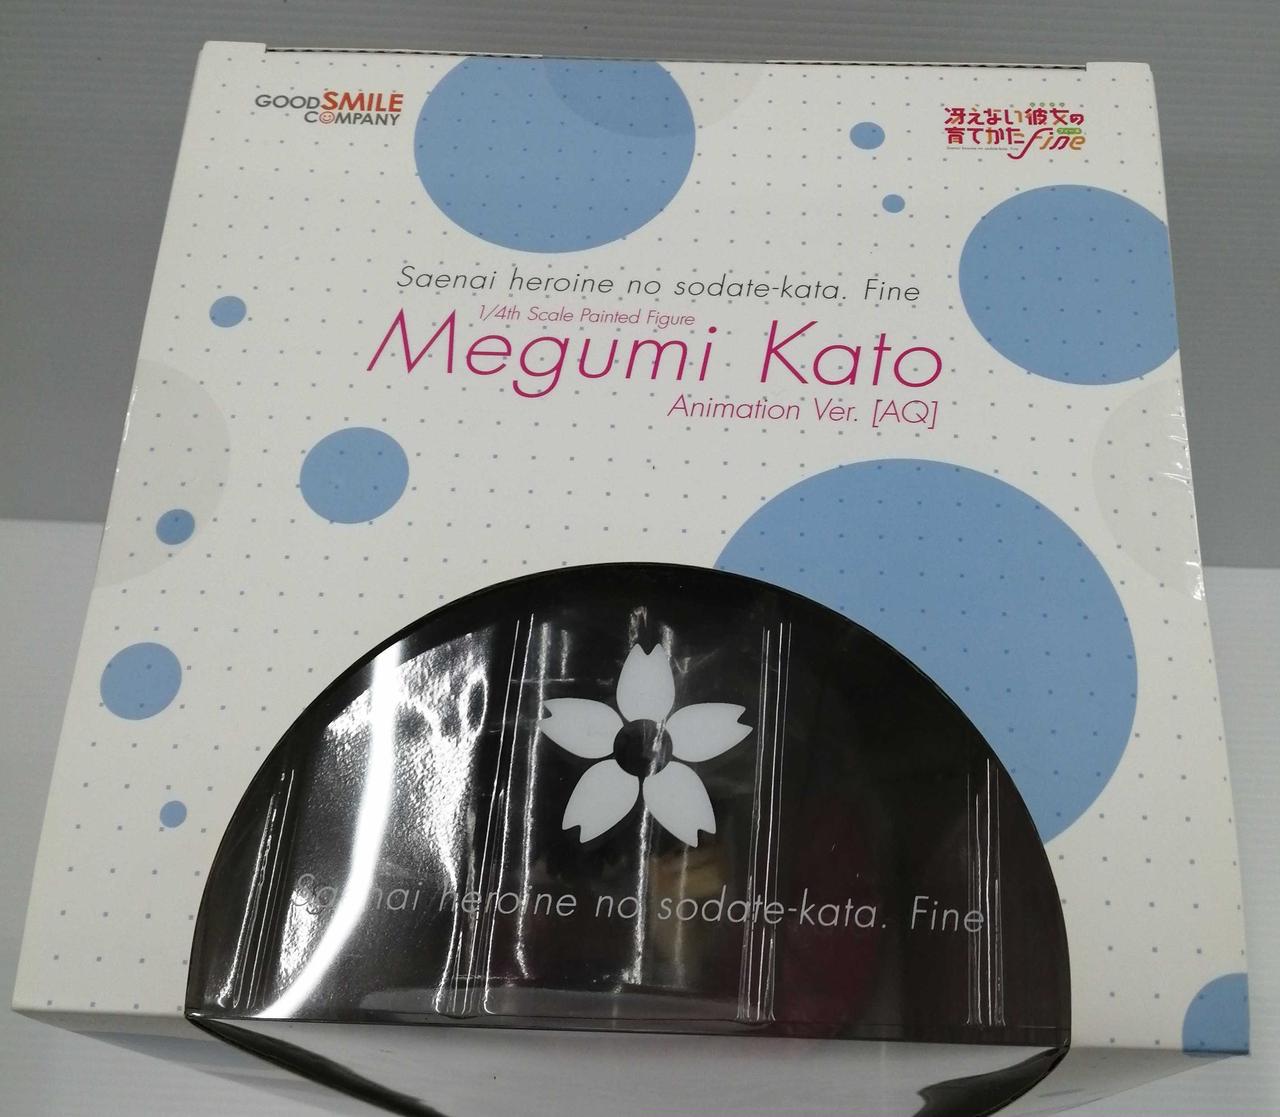 GOOD SMILE
COMPANY
冴えない彼女の
育てかた fine
Saenai heroine no sodate-kata. Fine
1/4th Scale Painted Figure
Megumi Kato
Animation Ver. [AQ]
Saenai heroine no sodate-kata. Fine